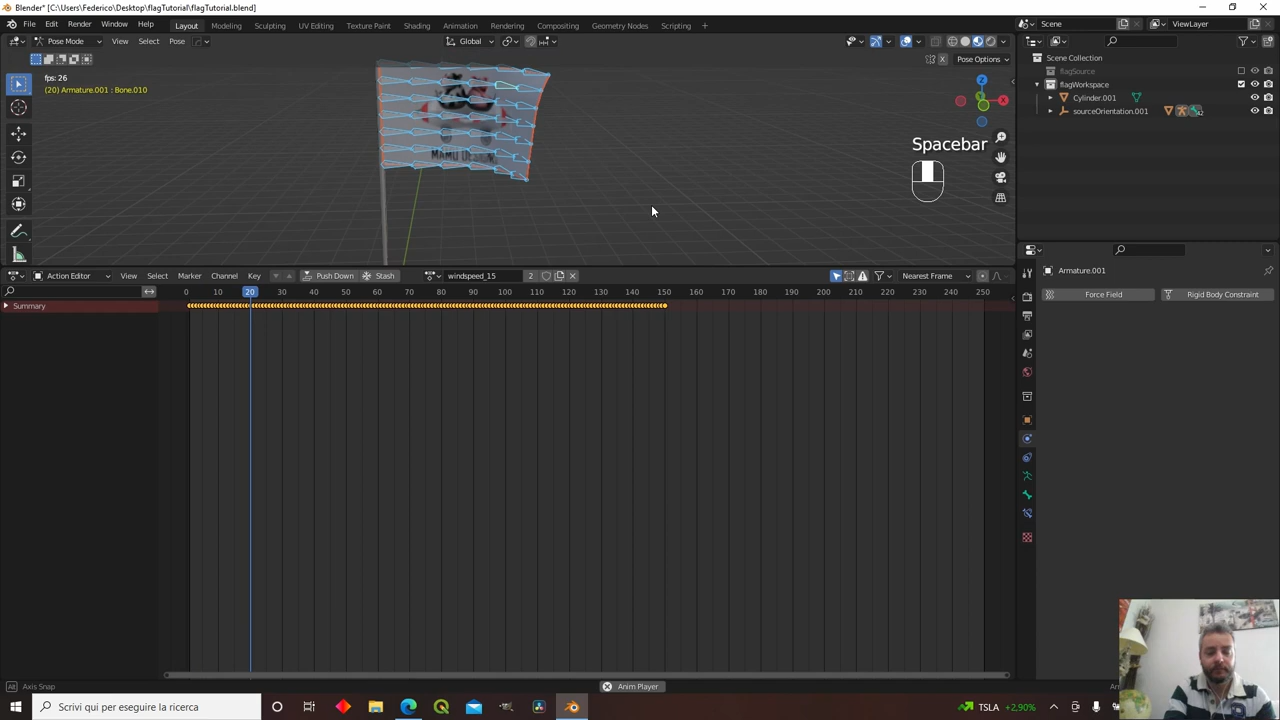 Blender* [C:\Users\Federico\Desktop\flagTutorial\flagTutorial.blend]
File Edit Render Window Help Layout Modeling Sculpting UV Editing Texture Paint Shading Animation Rendering Compositing Geometry Nodes Scripting + Scene ViewLayer
Pose Mode View Select Pose Global
Pose Options
fps: 26
(20) Armature.001 : Bone.010
MAMO DESIGN
Spacebar
Scene Collection
flagSource
flagWorkspace
Cylinder.001
sourceOrientation.001
Armature.001
Force Field Rigid Body Constraint
Action Editor View Select Marker Channel Key Push Down Stash windspeed_15 2 Nearest Frame
0 10 20 30 40 50 60 70 80 90 100 110 120 130 140 150 160 170 180 190 200 210 220 230 240 250
Summary
Axis Snap Anim Player
Scrivi qui per eseguire la ricerca
TSLA +2,90%